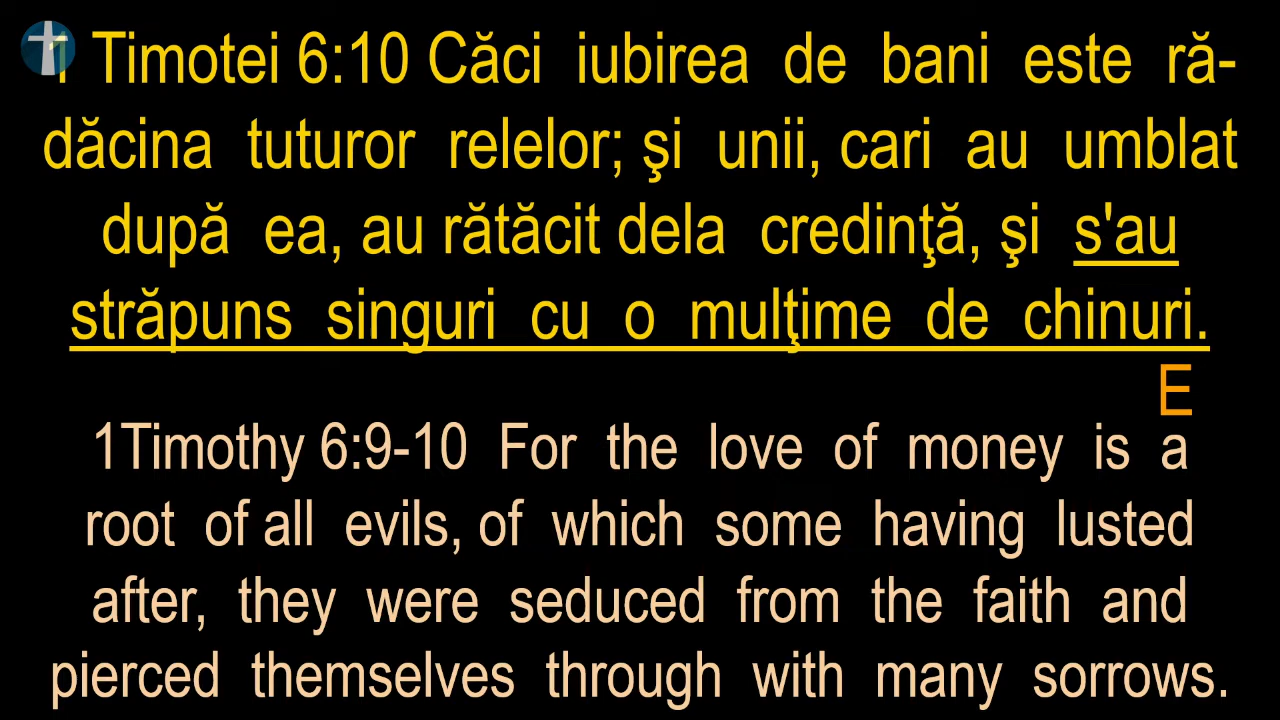 1 Timotei 6:10 Căci iubirea de bani este ră-
dăcina tuturor relelor; şi unii, cari au umblat
după ea, au rătăcit dela credinţă, şi s'au
străpuns singuri cu o mulţime de chinuri.
E
1Timothy 6:9-10 For the love of money is a
root of all evils, of which some having lusted
after, they were seduced from the faith and
pierced themselves through with many sorrows.